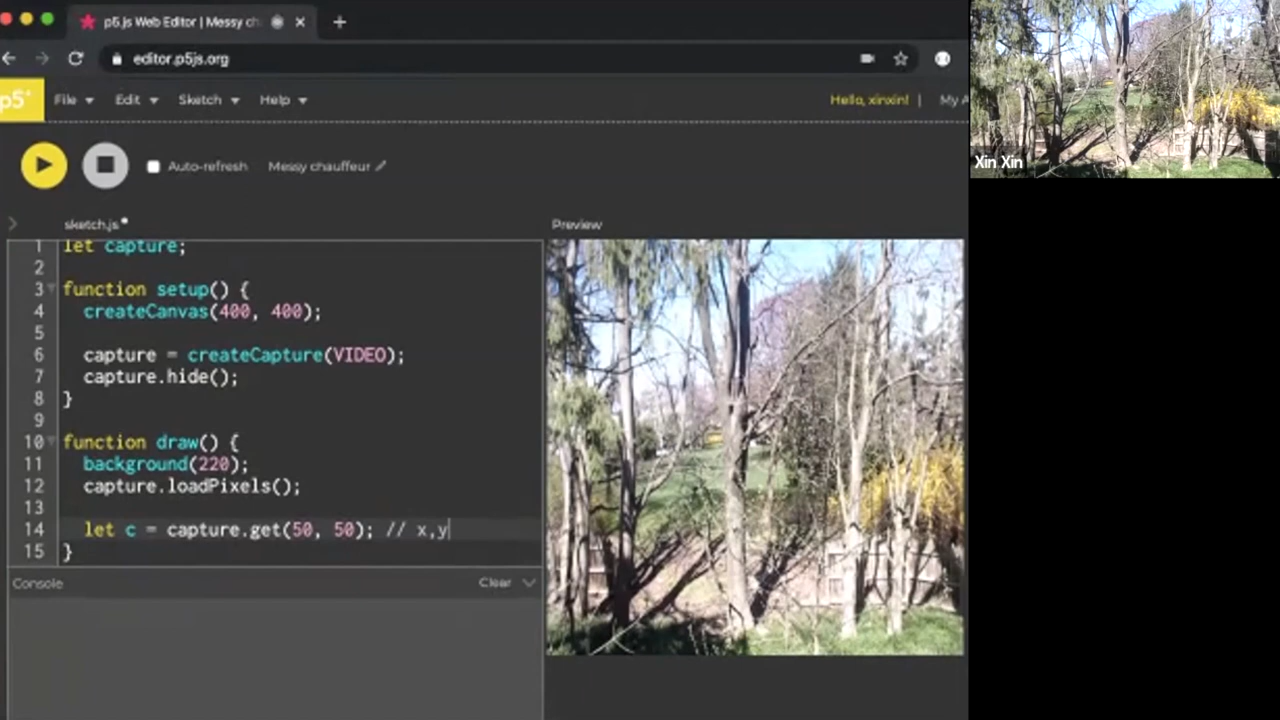 p5.js Web Editor | Messy ch
editor.p5js.org
p5*
File Edit Sketch Help
Hello, xinxin! | My A
Auto-refresh Messy chauffeur
sketch.js
Preview
1 let capture;
2
3 function setup() {
4 createCanvas(400, 400);
5
6 capture = createCapture(VIDEO);
7 capture.hide();
8 }
9
10 function draw() {
11 background(220);
12 capture.loadPixels();
13
14 let c = capture.get(50, 50); // x,y
15 }
Console Clear
Xin Xin